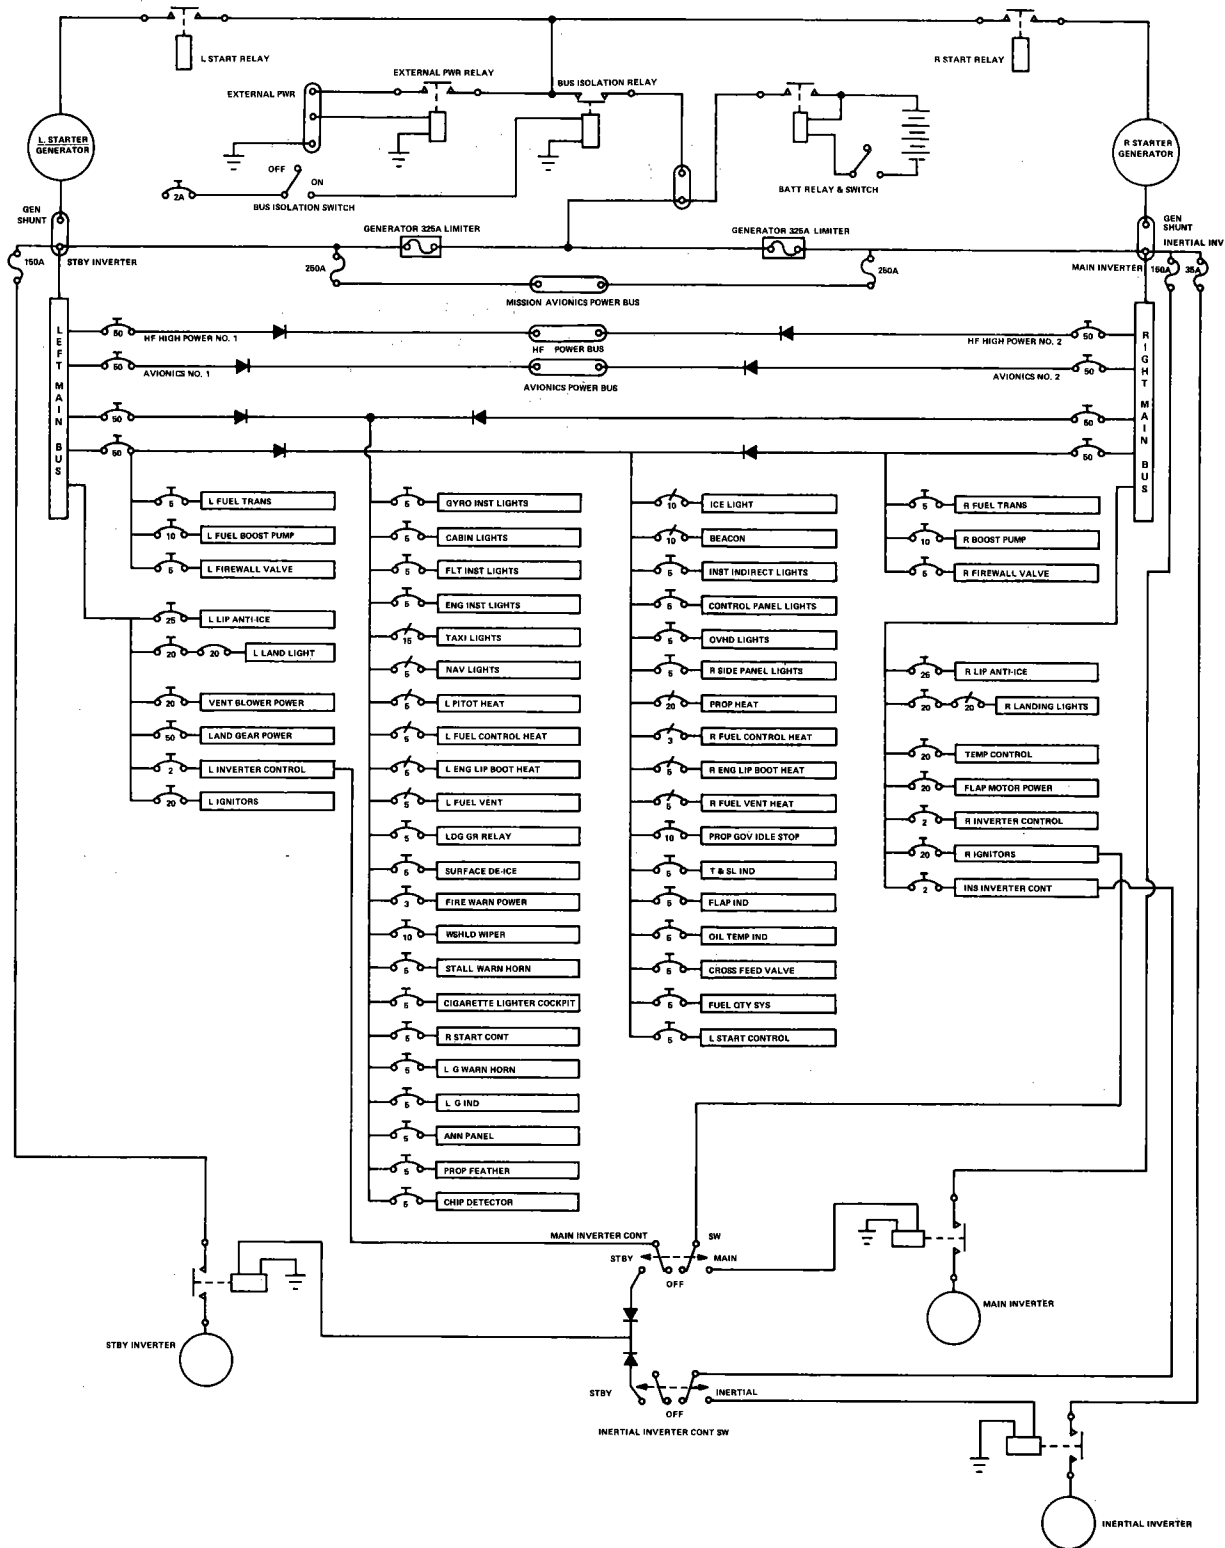 L START RELAY
R START RELAY
EXTERNAL PWR RELAY
BUS ISOLATION RELAY
EXTERNAL PWR
L. STARTER
GENERATOR
R STARTER
GENERATOR
OFF
ON
2A
BUS ISOLATION SWITCH
BATT RELAY & SWITCH
GEN
SHUNT
GEN
SHUNT
GENERATOR 325A LIMITER
GENERATOR 325A LIMITER
INERTIAL INV
150A
STBY INVERTER
250A
250A
MAIN INVERTER
150A
35A
MISSION AVIONICS POWER BUS
LEFT MAIN BUS
RIGHT MAIN BUS
50
HF HIGH POWER NO. 1
HF POWER BUS
HF HIGH POWER NO. 2
50
50
AVIONICS NO. 1
AVIONICS POWER BUS
AVIONICS NO. 2
50
50
50
50
50
5 L FUEL TRANS
10 L FUEL BOOST PUMP
5 L FIREWALL VALVE
25 L LIP ANTI-ICE
20 20 L LAND LIGHT
20 VENT BLOWER POWER
50 LAND GEAR POWER
2 L INVERTER CONTROL
20 L IGNITORS
5 GYRO INST LIGHTS
5 CABIN LIGHTS
5 FLT INST LIGHTS
5 ENG INST LIGHTS
15 TAXI LIGHTS
5 NAV LIGHTS
5 L PITOT HEAT
5 L FUEL CONTROL HEAT
5 L ENG LIP BOOT HEAT
5 L FUEL VENT
5 LDG GR RELAY
5 SURFACE DE-ICE
3 FIRE WARN POWER
10 WSHLD WIPER
5 STALL WARN HORN
5 CIGARETTE LIGHTER COCKPIT
5 R START CONT
5 L G WARN HORN
5 L G IND
5 ANN PANEL
5 PROP FEATHER
5 CHIP DETECTOR
10 ICE LIGHT
10 BEACON
5 INST INDIRECT LIGHTS
5 CONTROL PANEL LIGHTS
5 OVHD LIGHTS
5 R SIDE PANEL LIGHTS
20 PROP HEAT
3 R FUEL CONTROL HEAT
5 R ENG LIP BOOT HEAT
5 R FUEL VENT HEAT
10 PROP GOV IDLE STOP
5 T & SL IND
5 FLAP IND
5 OIL TEMP IND
5 CROSS FEED VALVE
5 FUEL QTY SYS
5 L START CONTROL
5 R FUEL TRANS
10 R BOOST PUMP
5 R FIREWALL VALVE
25 R LIP ANTI-ICE
20 20 R LANDING LIGHTS
20 TEMP CONTROL
20 FLAP MOTOR POWER
2 R INVERTER CONTROL
20 R IGNITORS
2 INS INVERTER CONT
MAIN INVERTER CONT
SW
STBY
MAIN
OFF
MAIN INVERTER
STBY INVERTER
STBY
INERTIAL
OFF
INERTIAL INVERTER CONT SW
INERTIAL INVERTER